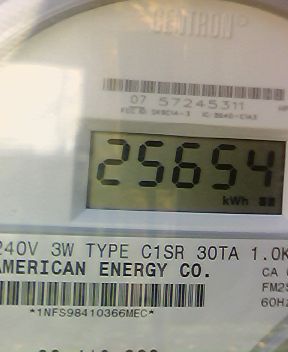 CENTRON®
07 57245311
25654
kWh
240V 3W TYPE C1SR 30TA 1.0K
AMERICAN ENERGY CO.
CA
FM2S
60Hz
*1NFS98410366MEC*